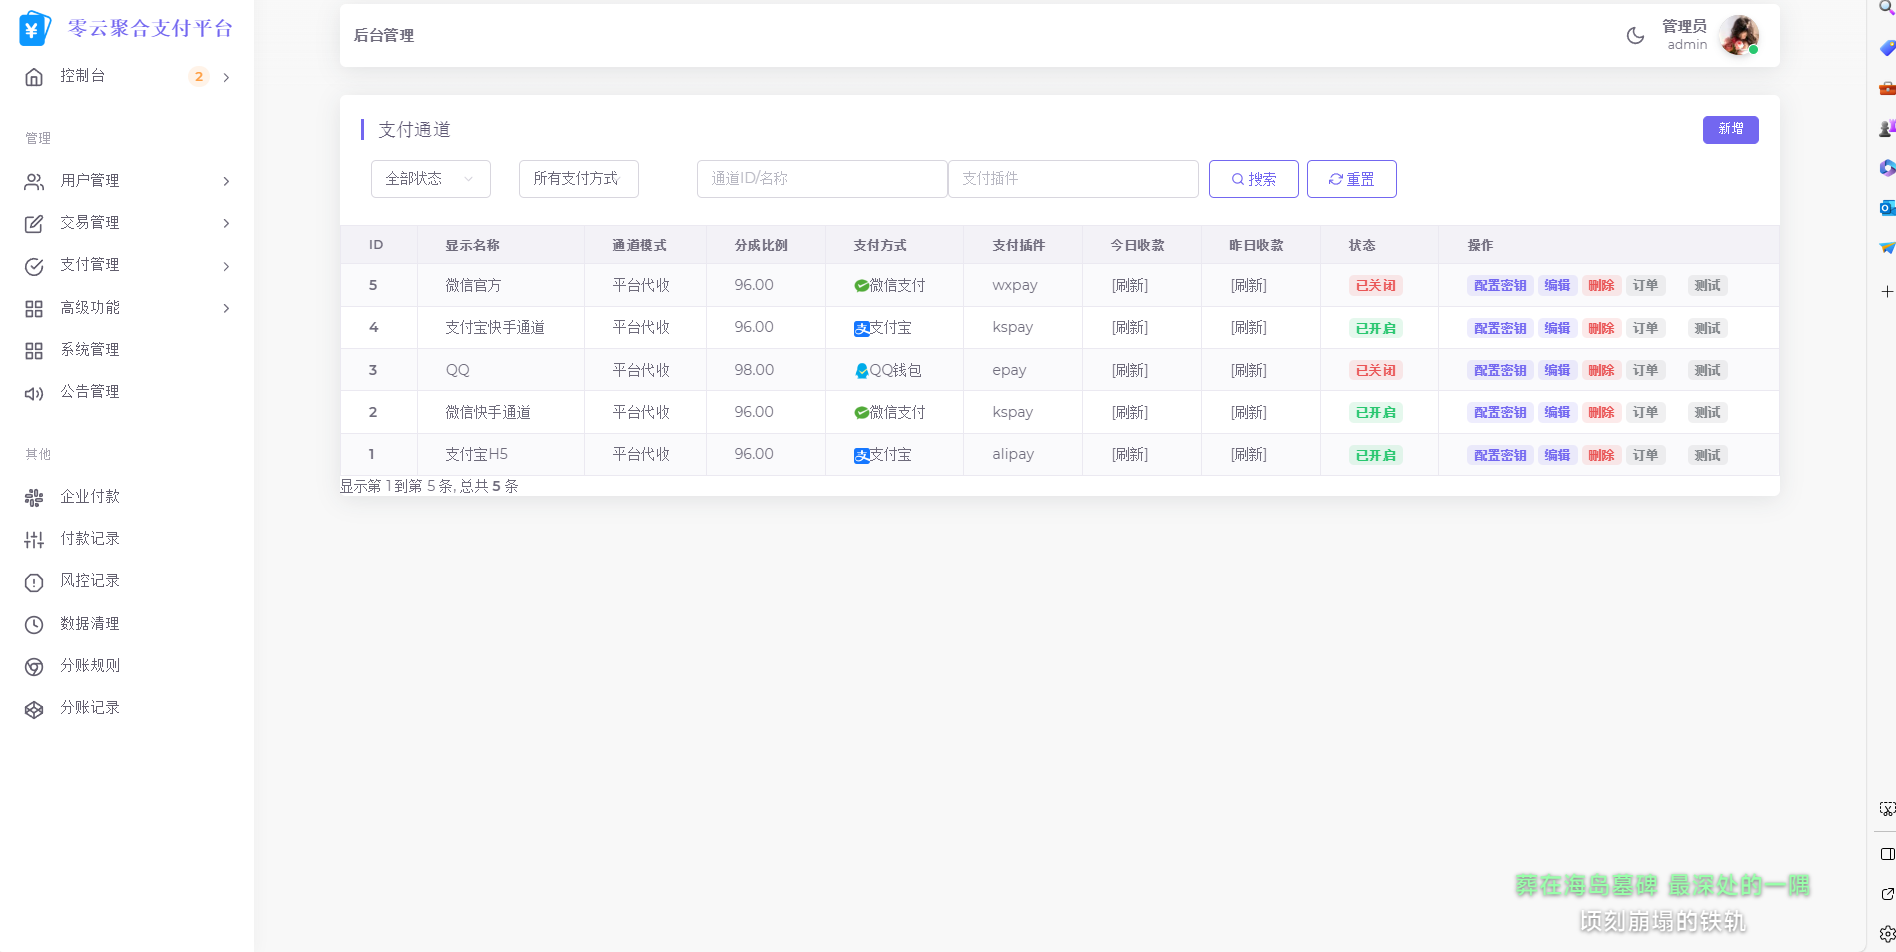 零云聚合支付平台
控制台 2
管理
用户管理
交易管理
支付管理
高级功能
系统管理
公告管理
其他
企业付款
付款记录
风控记录
数据清理
分账规则
分账记录
后台管理
管理员
admin
支付通道
新增
全部状态 所有支付方式 通道ID/名称 支付插件 搜索 重置
ID 显示名称 通道模式 分成比例 支付方式 支付插件 今日收款 昨日收款 状态 操作
5 微信官方 平台代收 96.00 微信支付 wxpay [刷新] [刷新] 已关闭 配置密钥 编辑 删除 订单 测试
4 支付宝快手通道 平台代收 96.00 支付宝 kspay [刷新] [刷新] 已开启 配置密钥 编辑 删除 订单 测试
3 QQ 平台代收 98.00 QQ钱包 epay [刷新] [刷新] 已关闭 配置密钥 编辑 删除 订单 测试
2 微信快手通道 平台代收 96.00 微信支付 kspay [刷新] [刷新] 已开启 配置密钥 编辑 删除 订单 测试
1 支付宝H5 平台代收 96.00 支付宝 alipay [刷新] [刷新] 已开启 配置密钥 编辑 删除 订单 测试
显示第 1 到第 5 条, 总共 5 条
葬在海岛墓碑 最深处的一隅
顷刻崩塌的铁轨